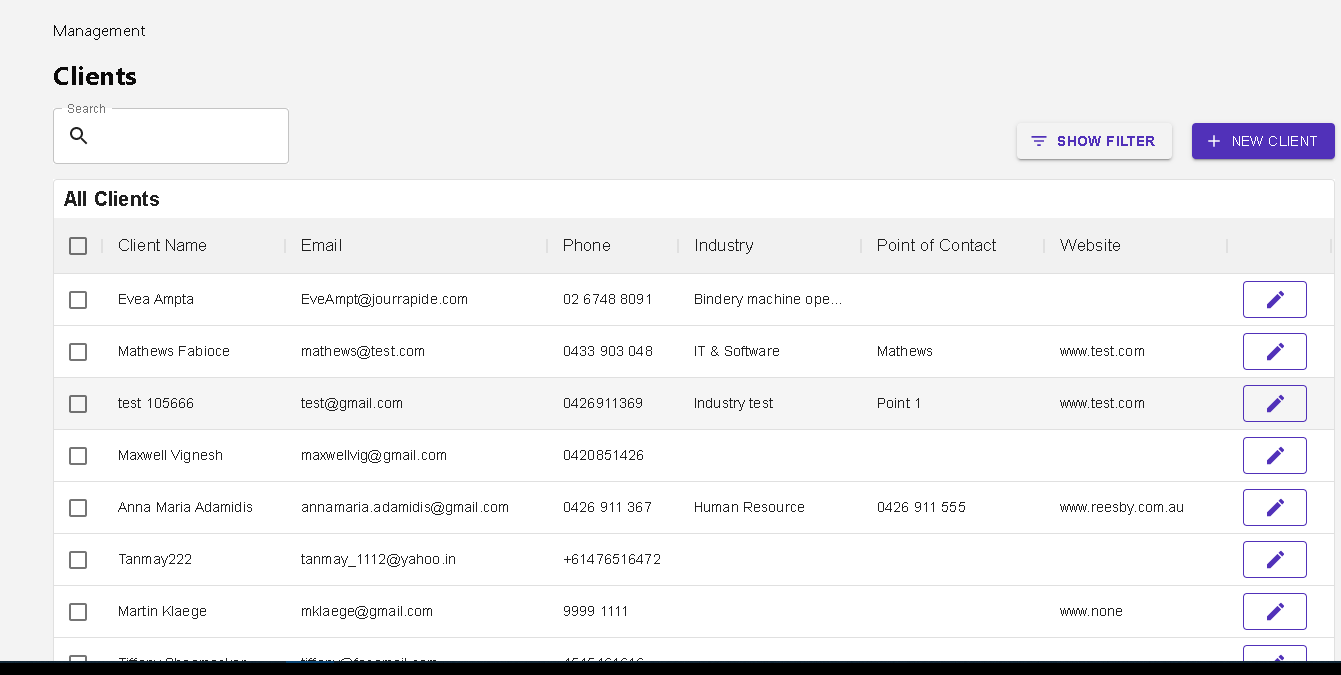 Management
Clients
Search
SHOW FILTER
NEW CLIENT
All Clients
Client Name Email Phone Industry Point of Contact Website
Evea Ampta EveAmpt@jourrapide.com 02 6748 8091 Bindery machine ope...
Mathews Fabioce mathews@test.com 0433 903 048 IT & Software Mathews www.test.com
test 105666 test@gmail.com 0426911369 Industry test Point 1 www.test.com
Maxwell Vignesh maxwellvig@gmail.com 0420851426
Anna Maria Adamidis annamaria.adamidis@gmail.com 0426 911 367 Human Resource 0426 911 555 www.reesby.com.au
Tanmay222 tanmay_1112@yahoo.in +61476516472
Martin Klaege mklaege@gmail.com 9999 1111 www.none